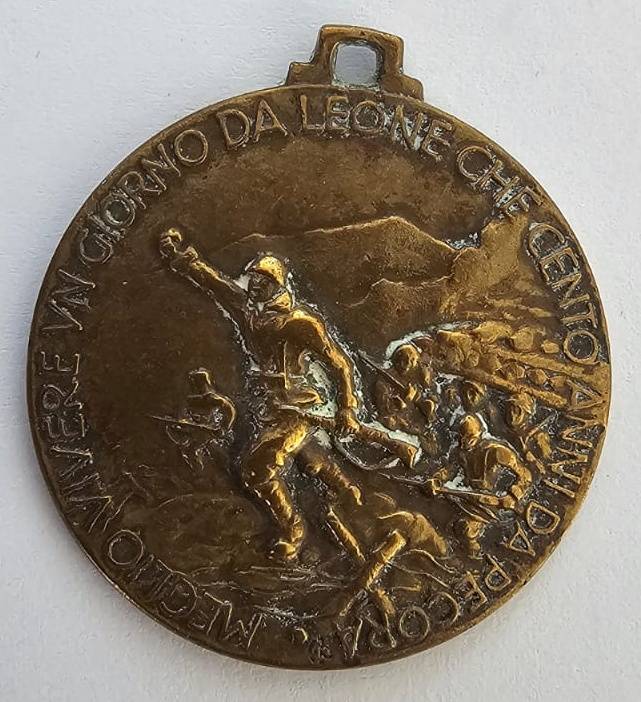 MEGLIO VIVERE VN GIORNO DA LEONE CHE CENTO ANNI DA PECORA